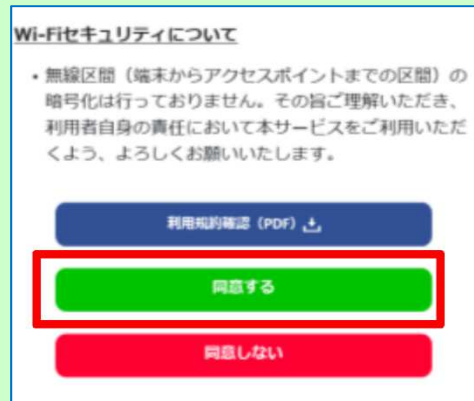 Wi-Fiセキュリティについて
・無線区間（端末からアクセスポイントまでの区間）の
暗号化は行っておりません。その旨ご理解いただき、
利用者自身の責任において本サービスをご利用いただ
くよう、よろしくお願いいたします。
利用規約確認（PDF）
同意する
同意しない